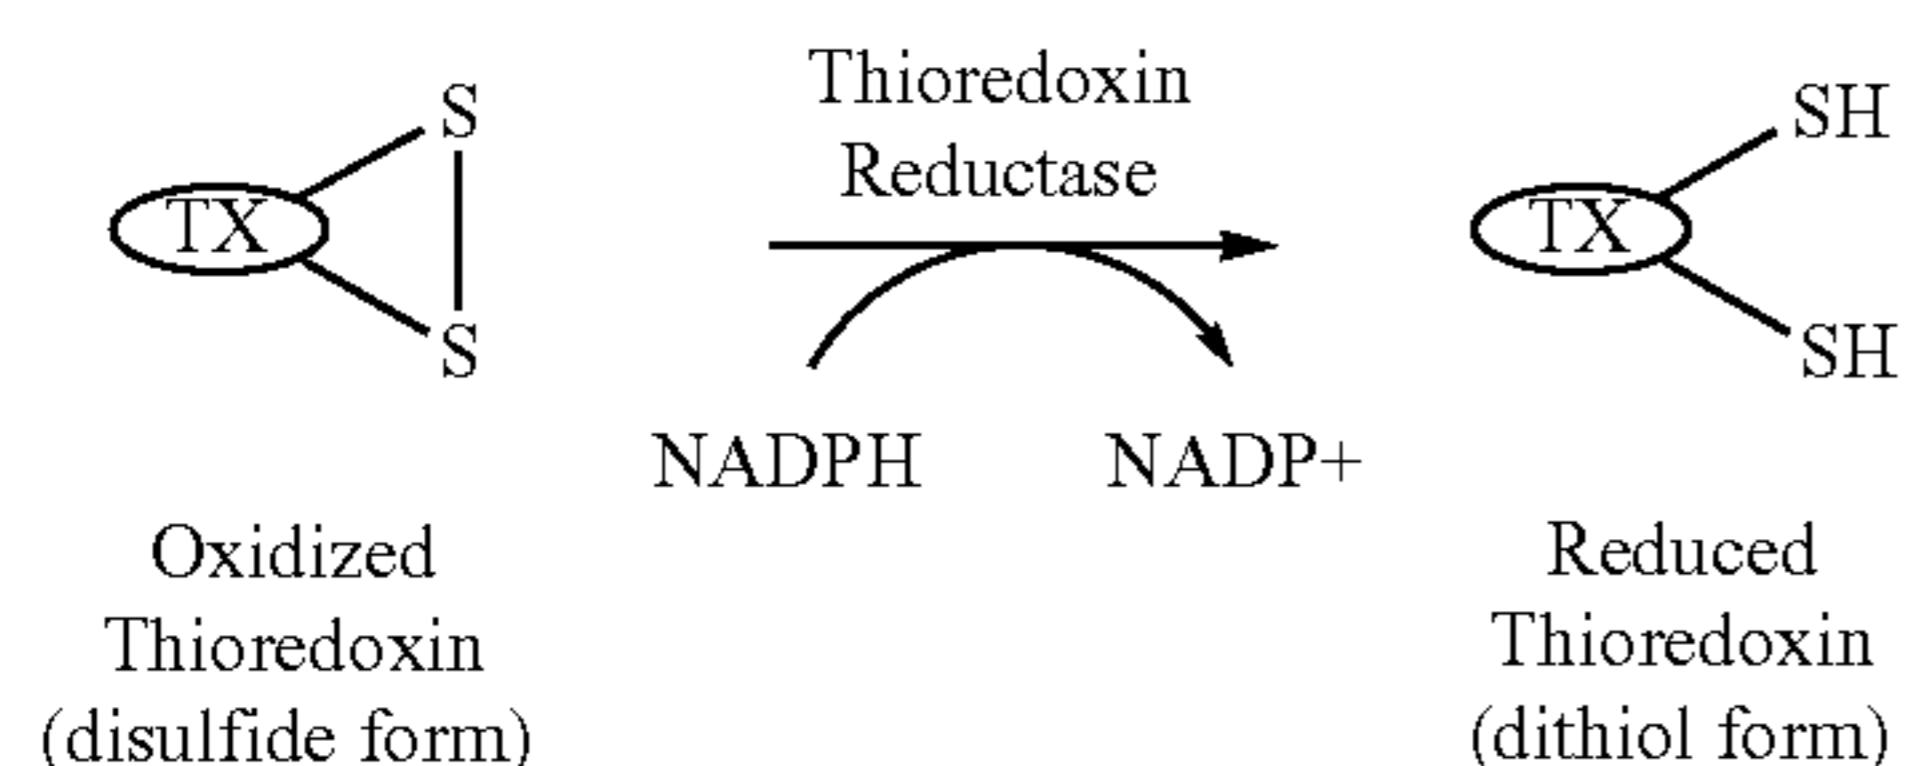 Thioredoxin
Reductase
S
TX
S
SH
TX
SH
NADPH
NADP+
Oxidized
Thioredoxin
(disulfide form)
Reduced
Thioredoxin
(dithiol form)